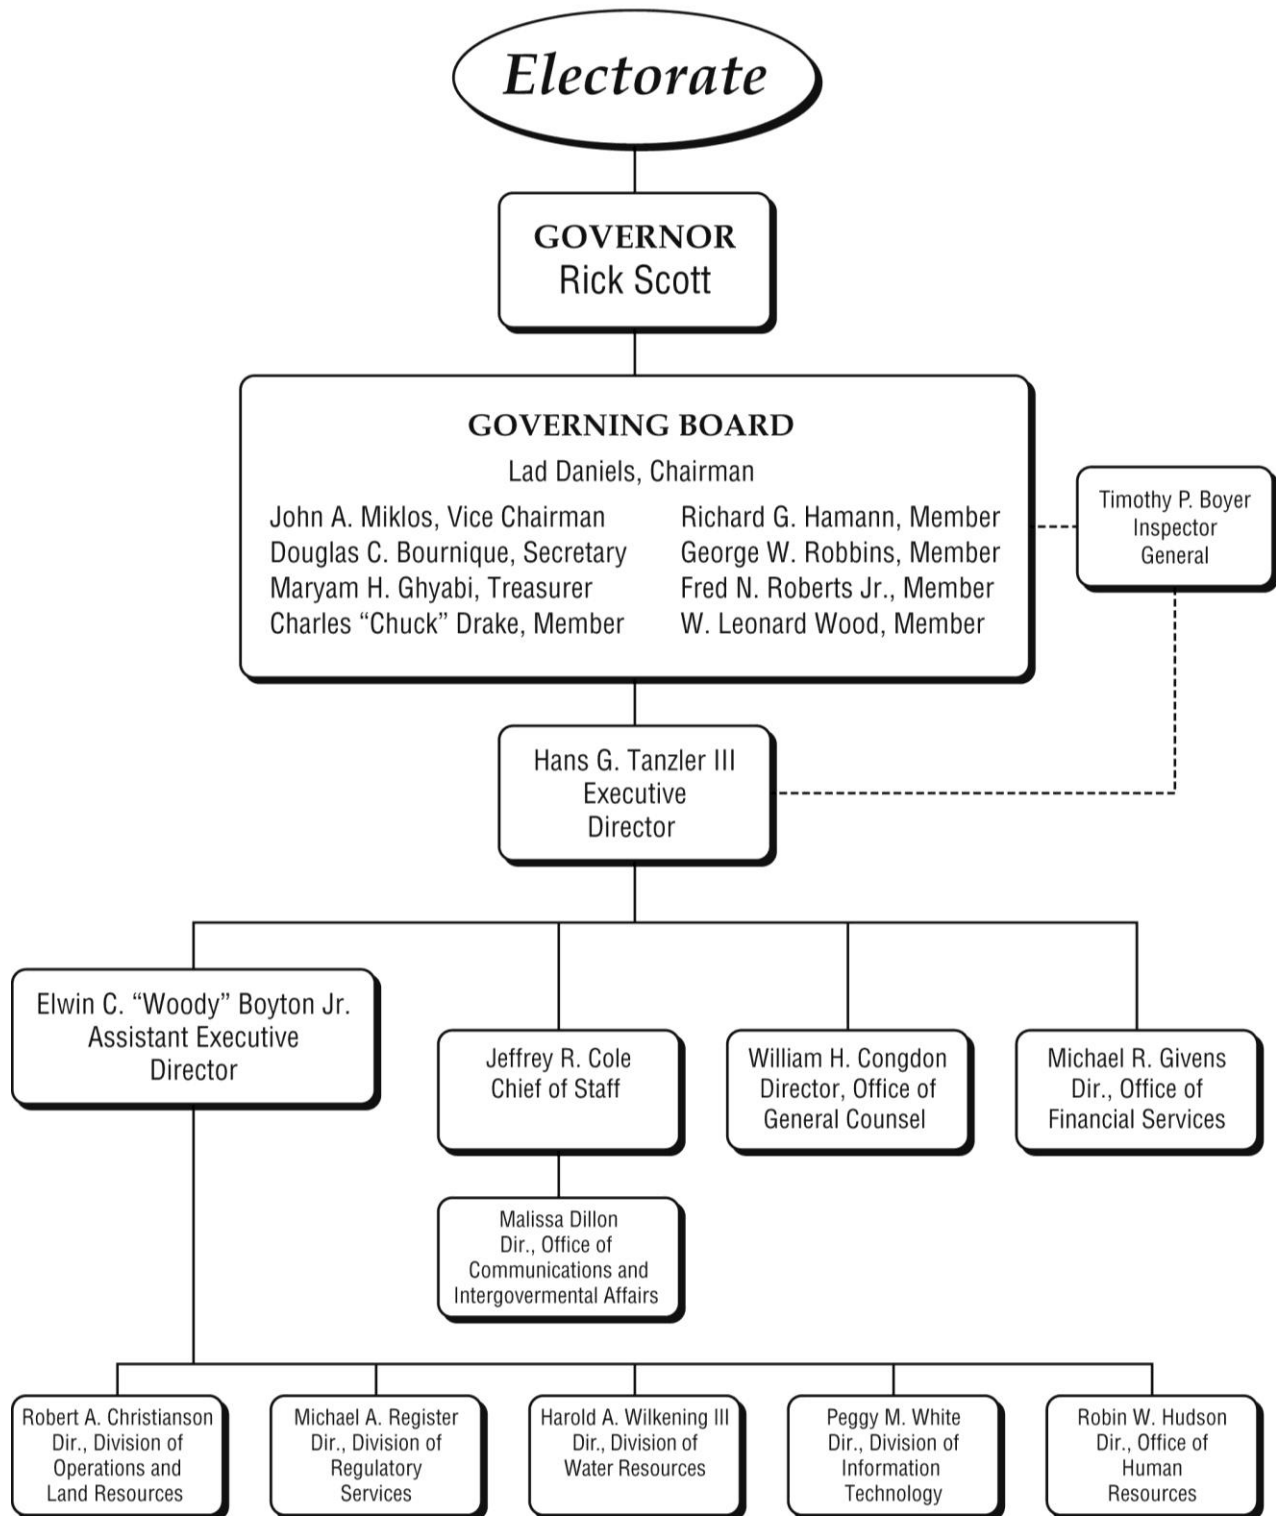 Electorate
GOVERNOR
Rick Scott
GOVERNING BOARD
Lad Daniels, Chairman
John A. Miklos, Vice Chairman
Douglas C. Bournique, Secretary
Maryam H. Ghyabi, Treasurer
Charles “Chuck” Drake, Member
Richard G. Hamann, Member
George W. Robbins, Member
Fred N. Roberts Jr., Member
W. Leonard Wood, Member
Timothy P. Boyer
Inspector
General
Hans G. Tanzler III
Executive
Director
Elwin C. “Woody” Boyton Jr.
Assistant Executive
Director
Jeffrey R. Cole
Chief of Staff
William H. Congdon
Director, Office of
General Counsel
Michael R. Givens
Dir., Office of
Financial Services
Malissa Dillon
Dir., Office of
Communications and
Intergovermental Affairs
Robert A. Christianson
Dir., Division of
Operations and
Land Resources
Michael A. Register
Dir., Division of
Regulatory
Services
Harold A. Wilkening III
Dir., Division of
Water Resources
Peggy M. White
Dir., Division of
Information
Technology
Robin W. Hudson
Dir., Office of
Human
Resources